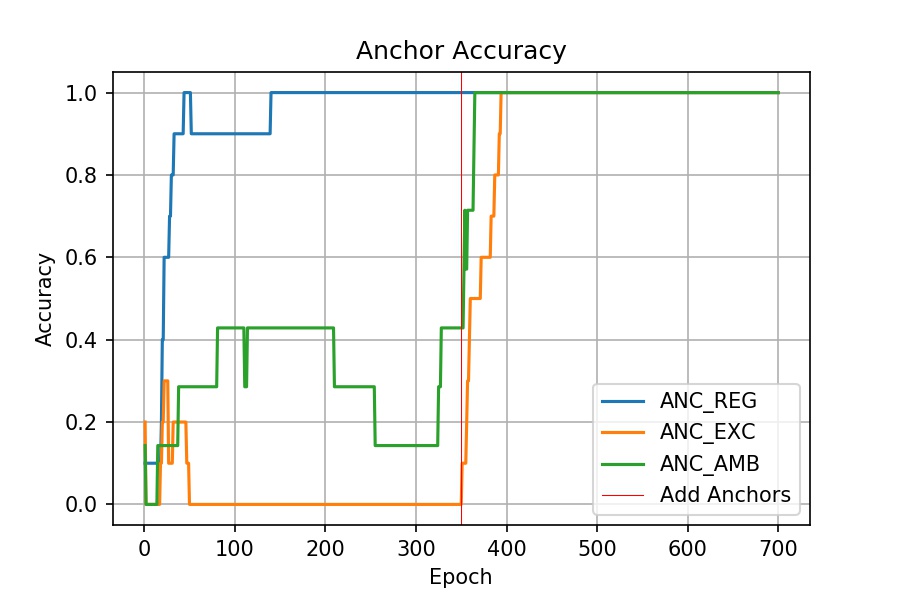 Anchor Accuracy
1.0
0.8
0.6
0.4
0.2
0.0
Accuracy
ANC_REG
ANC_EXC
ANC_AMB
Add Anchors
0 100 200 300 400 500 600 700
Epoch